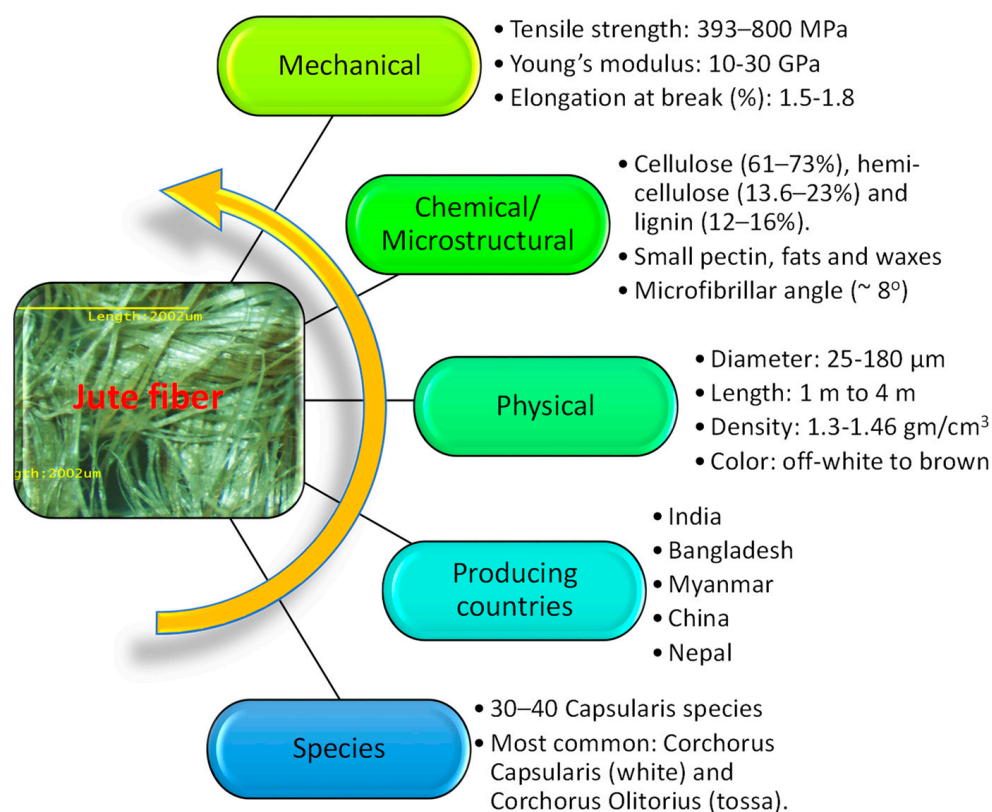 Mechanical
• Tensile strength: 393–800 MPa
• Young’s modulus: 10-30 GPa
• Elongation at break (%): 1.5-1.8
Chemical/
Microstructural
• Cellulose (61–73%), hemi-
cellulose (13.6–23%) and
lignin (12–16%).
• Small pectin, fats and waxes
• Microfibrillar angle (~ 8°)
Length:2002um
Jute fiber
gth:2002um
Physical
• Diameter: 25-180 µm
• Length: 1 m to 4 m
• Density: 1.3-1.46 gm/cm³
• Color: off-white to brown
Producing
countries
• India
• Bangladesh
• Myanmar
• China
• Nepal
Species
• 30–40 Capsularis species
• Most common: Corchorus
Capsularis (white) and
Corchorus Olitorius (tossa).